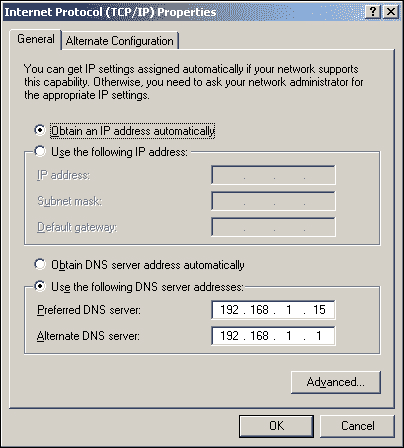 Internet Protocol (TCP/IP) Properties
General Alternate Configuration
You can get IP settings assigned automatically if your network supports
this capability. Otherwise, you need to ask your network administrator for
the appropriate IP settings.
Obtain an IP address automatically
Use the following IP address:
IP address: . . .
Subnet mask: . . .
Default gateway: . . .
Obtain DNS server address automatically
Use the following DNS server addresses:
Preferred DNS server: 192 . 168 . 1 . 15
Alternate DNS server: 192 . 168 . 1 . 1
Advanced...
OK Cancel